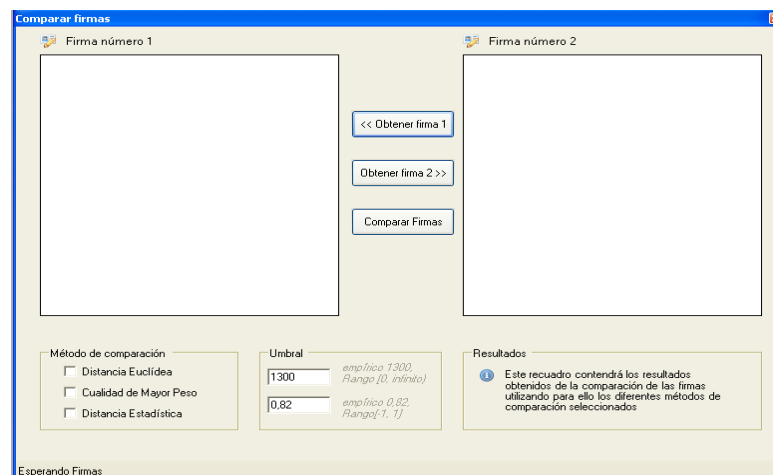 Comparar firmas
Firma número 1
Firma número 2
<< Obtener firma 1
Obtener firma 2 >>
Comparar Firmas
Método de comparación
Distancia Euclídea
Cualidad de Mayor Peso
Distancia Estadística
Umbral
1300
empírico 1300,
Rango [0, infinito)
0,82
empírico 0,82,
Rango[-1, 1]
Resultados
Este recuadro contendrá los resultados
obtenidos de la comparación de las firmas
utilizando para ello los diferentes métodos de
comparación seleccionados
Esperando Firmas